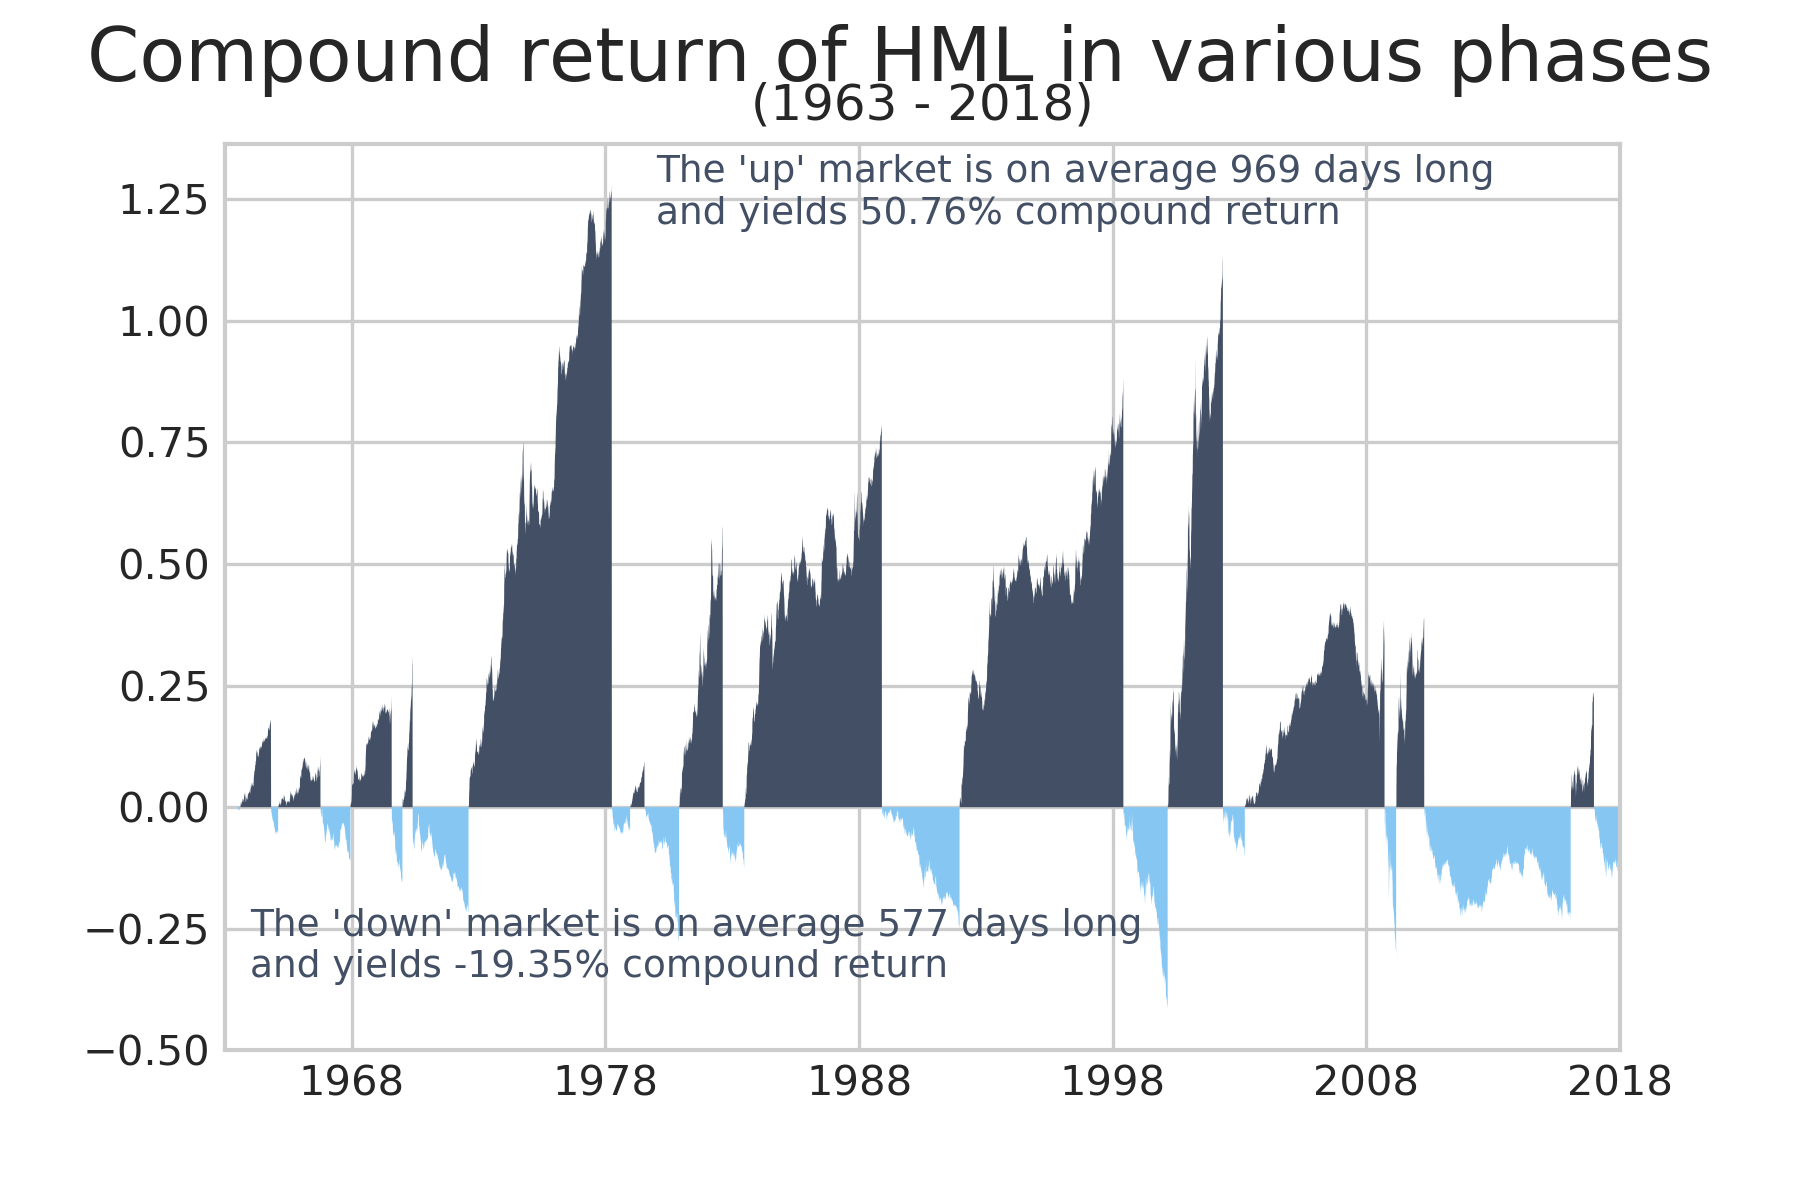 Compound return of HML in various phases
(1963 - 2018)
The 'up' market is on average 969 days long
and yields 50.76% compound return
1.25
1.00
0.75
0.50
0.25
0.00
−0.25
−0.50
The 'down' market is on average 577 days long
and yields -19.35% compound return
1968 1978 1988 1998 2008 2018